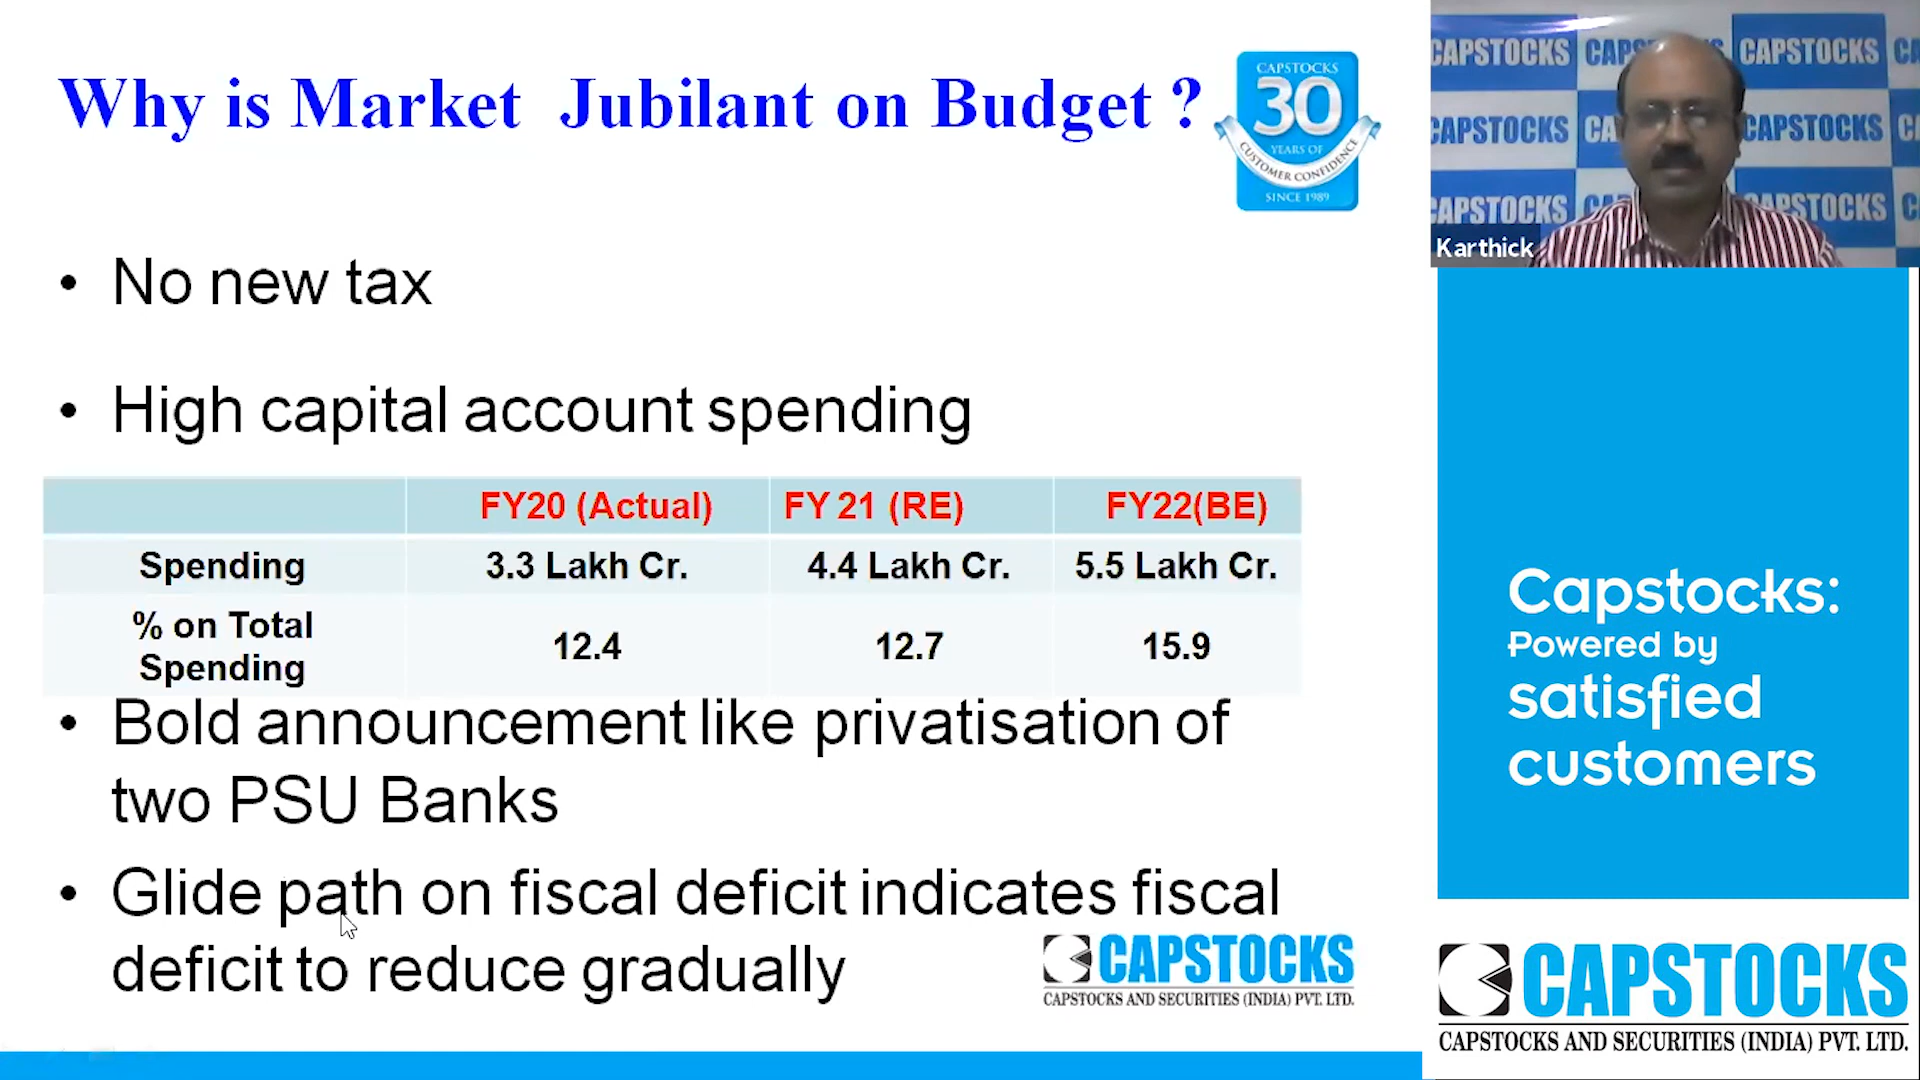 Why is Market Jubilant on Budget ?
CAPSTOCKS
30
YEARS OF
CUSTOMER CONFIDENCE
SINCE 1989
• No new tax
• High capital account spending
FY20 (Actual) FY 21 (RE) FY22(BE)
Spending 3.3 Lakh Cr. 4.4 Lakh Cr. 5.5 Lakh Cr.
% on Total
Spending 12.4 12.7 15.9
• Bold announcement like privatisation of
two PSU Banks
• Glide path on fiscal deficit indicates fiscal
deficit to reduce gradually
CAPSTOCKS
CAPSTOCKS AND SECURITIES (INDIA) PVT. LTD.
CAPSTOCKS CAPSTOCKS
CAPSTOCKS CAPSTOCKS
CAPSTOCKS CAPSTOCKS
Karthick
Capstocks:
Powered by
satisfied
customers
CAPSTOCKS
CAPSTOCKS AND SECURITIES (INDIA) PVT. LTD.